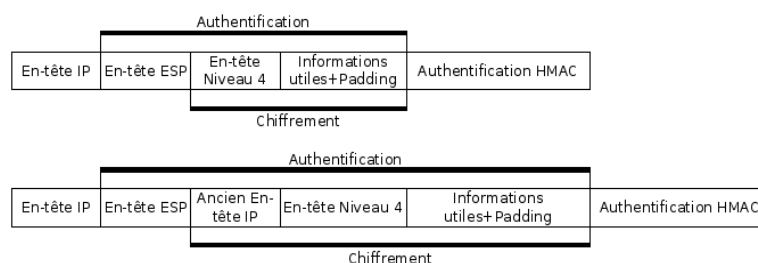 Authentification
En-tête IP
En-tête ESP
En-tête
Niveau 4
Informations
utiles+Padding
Authentification HMAC
Chiffrement
Authentification
En-tête IP
En-tête ESP
Ancien En-
tête IP
En-tête Niveau 4
Informations
utiles+Padding
Authentification HMAC
Chiffrement